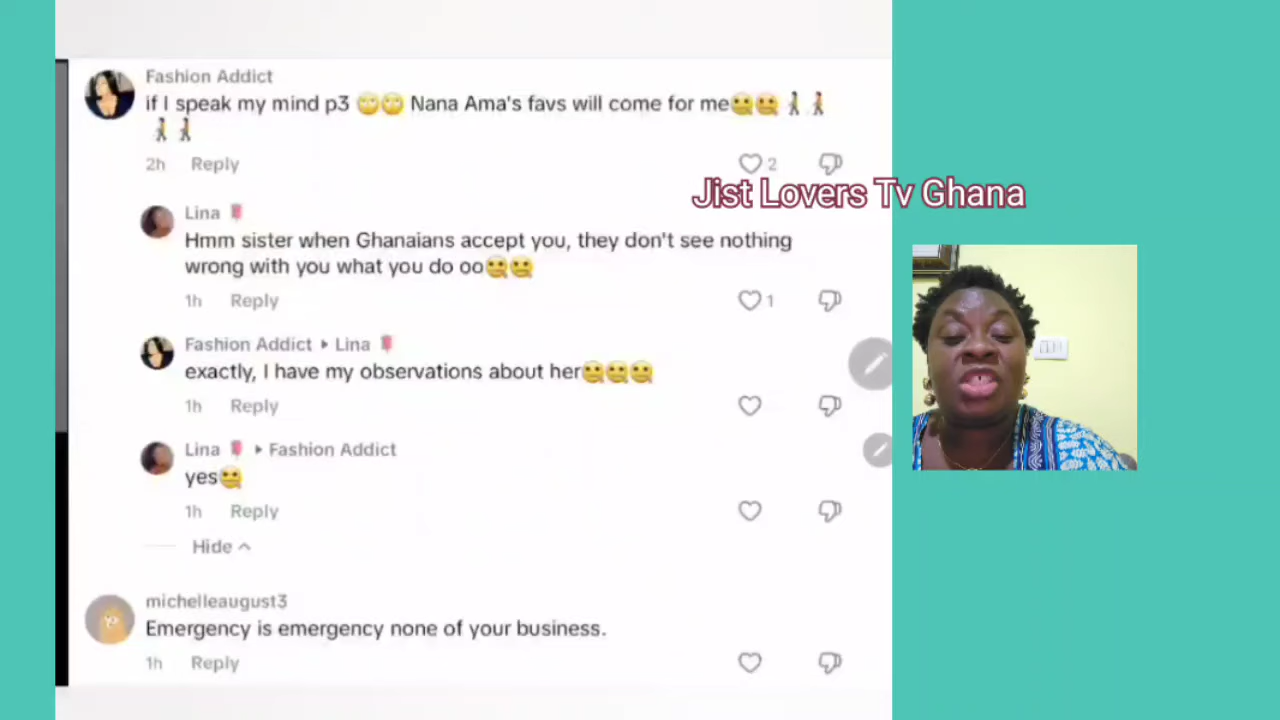 Fashion Addict
if I speak my mind p3 🙄🙄 Nana Ama's favs will come for me🤐🤐🚶🚶
🚶🚶
2h Reply 2
Jist Lovers Tv Ghana
Lina 🌷
Hmm sister when Ghanaians accept you, they don't see nothing
wrong with you what you do oo🤐🤐
1h Reply 1
Fashion Addict ▸ Lina 🌷
exactly, I have my observations about her🤐🤐🤐
1h Reply
Lina 🌷 ▸ Fashion Addict
yes🤐
1h Reply
Hide ^
michelleaugust3
Emergency is emergency none of your business.
1h Reply